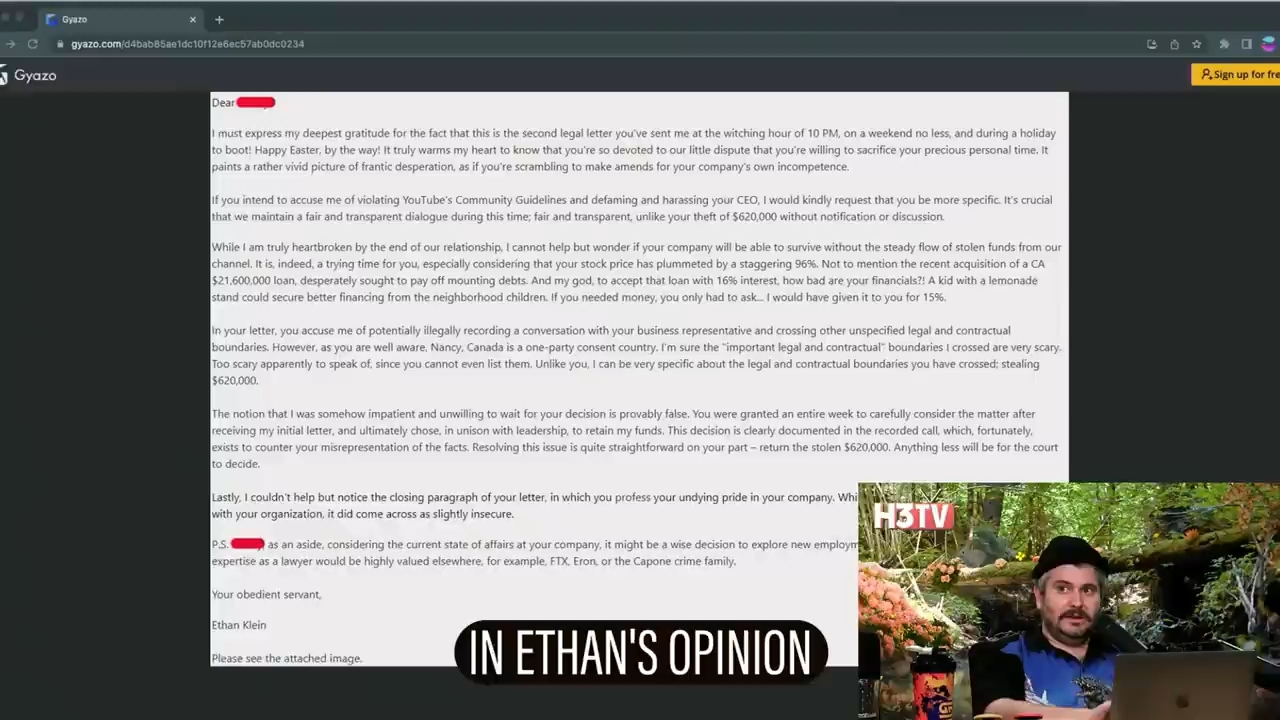 Gyazo
gyazo.com/d4bab85ae1dc10f12e6ec57ab0dc0234
Gyazo
Sign up for fre
Dear
I must express my deepest gratitude for the fact that this is the second legal letter you've sent me at the witching hour of 10 PM, on a weekend no less, and during a holiday
to boot! Happy Easter, by the way! It truly warms my heart to know that you're so devoted to our little dispute that you're willing to sacrifice your precious personal time. It
paints a rather vivid picture of frantic desperation, as if you're scrambling to make amends for your company's own incompetence.
If you intend to accuse me of violating YouTube's Community Guidelines and defaming and harassing your CEO, I would kindly request that you be more specific. It's crucial
that we maintain a fair and transparent dialogue during this time; fair and transparent, unlike your theft of $620,000 without notification or discussion.
While I am truly heartbroken by the end of our relationship, I cannot help but wonder if your company will be able to survive without the steady flow of stolen funds from our
channel. It is, indeed, a trying time for you, especially considering that your stock price has plummeted by a staggering 96%. Not to mention the recent acquisition of a CA
$21,600,000 loan, desperately sought to pay off mounting debts. And my god, to accept that loan with 16% interest, how bad are your financials?! A kid with a lemonade
stand could secure better financing from the neighborhood children. If you needed money, you only had to ask... I would have given it to you for 15%.
In your letter, you accuse me of potentially illegally recording a conversation with your business representative and crossing other unspecified legal and contractual
boundaries. However, as you are well aware, Nancy, Canada is a one-party consent country. I'm sure the "important legal and contractual" boundaries I crossed are very scary.
Too scary apparently to speak of, since you cannot even list them. Unlike you, I can be very specific about the legal and contractual boundaries you have crossed; stealing
$620,000.
The notion that I was somehow impatient and unwilling to wait for your decision is provably false. You were granted an entire week to carefully consider the matter after
receiving my initial letter, and ultimately chose, in unison with leadership, to retain my funds. This decision is clearly documented in the recorded call, which, fortunately,
exists to counter your misrepresentation of the facts. Resolving this issue is quite straightforward on your part – return the stolen $620,000. Anything less will be for the court
to decide.
Lastly, I couldn't help but notice the closing paragraph of your letter, in which you profess your undying pride in your company. Whi
with your organization, it did come across as slightly insecure.
P.S. as an aside, considering the current state of affairs at your company, it might be a wise decision to explore new employm
expertise as a lawyer would be highly valued elsewhere, for example, FTX, Eron, or the Capone crime family.
Your obedient servant,
Ethan Klein
Please see the attached image.
H3TV
IN ETHAN'S OPINION